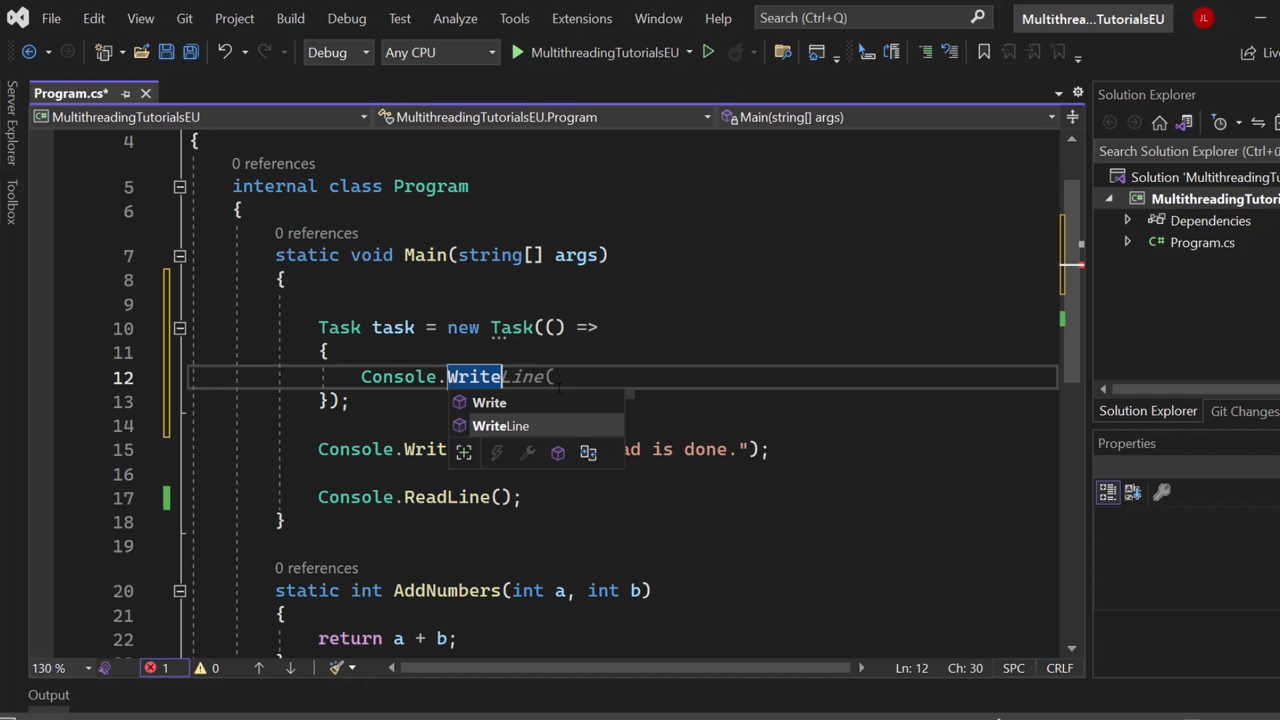 File Edit View Git Project Build Debug Test Analyze Tools Extensions Window Help Search (Ctrl+Q) Multithrea...TutorialsEU JL
Debug Any CPU MultithreadingTutorialsEU Live
Server Explorer
Toolbox
Program.cs*
MultithreadingTutorialsEU MultithreadingTutorialsEU.Program Main(string[] args)
4 {
0 references
5 internal class Program
6 {
0 references
7 static void Main(string[] args)
8 {
9
10 Task task = new Task(() =>
11 {
12 Console.WriteLine(
13 });
Write
14
WriteLine
15 Console.Writ ad is done.");
16
17 Console.ReadLine();
18 }
19
0 references
20 static int AddNumbers(int a, int b)
21 {
22 return a + b;
130 % 1 0 Ln: 12 Ch: 30 SPC CRLF
Output
Solution Explorer
Search Solution Explorer (Ctrl+ü
Solution 'MultithreadingTu
MultithreadingTutori
Dependencies
C# Program.cs
Solution Explorer Git Changes
Properties